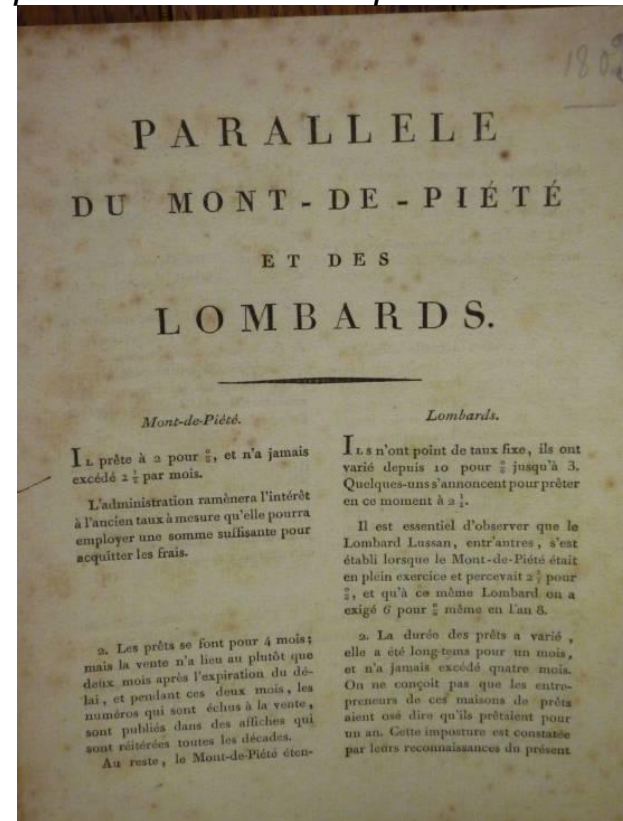 180
PARALLELE
DU MONT-DE-PIÉTÉ
ET DES
LOMBARDS.
Mont-de-Piété.
IL prête à 2 pour %, et n'a jamais
excédé 2 ½ par mois.
L'administration ramènera l'intérêt
à l'ancien taux à mesure qu'elle pourra
employer une somme suffisante pour
acquitter les frais.
2. Les prêts se font pour 4 mois;
mais la vente n'a lieu au plutôt que
deux mois après l'expiration du dé-
lai, et pendant ces deux mois, les
numéros qui sont échus à la vente,
sont publiés dans des affiches qui
sont réitérées toutes les décades.
Au reste, le Mont-de-Piété éten-
Lombards.
ILS n'ont point de taux fixe, ils ont
varié depuis 10 pour % jusqu'à 3.
Quelques-uns s'annoncent pour prêter
en ce moment à 2 ½.
Il est essentiel d'observer que le
Lombard Lussan, entr'autres, s'est
établi lorsque le Mont-de-Piété était
en plein exercice et percevait 2 ½ pour
%, et qu'à ce même Lombard on a
exigé 6 pour % même en l'an 8.
2. La durée des prêts a varié,
elle a été long-tems pour un mois,
et n'a jamais excédé quatre mois.
On ne conçoit pas que les entre-
preneurs de ces maisons de prêts
aient osé dire qu'ils prêtaient pour
un an. Cette imposture est constatée
par leurs reconnaissances du présent